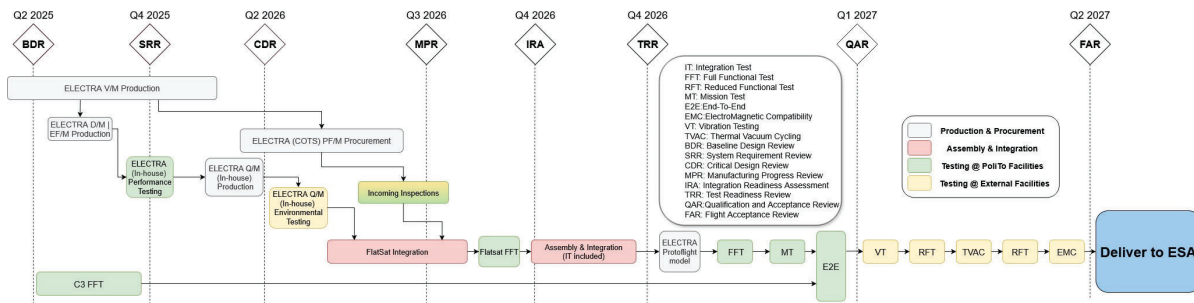 Q2 2025
Q4 2025
Q2 2026
Q3 2026
Q4 2026
Q4 2026
Q1 2027
Q2 2027
BDR
SRR
CDR
MPR
IRA
TRR
QAR
FAR
ELECTRA V/M Production
ELECTRA D/M |
EF/M Production
ELECTRA (COTS) PF/M Procurement
ELECTRA
(In-house)
Performance
Testing
ELECTRA Q/M
(In-house)
Production
ELECTRA Q/M
(In-house)
Environmental
Testing
Incoming Inspections
FlatSat Integration
Flatsat FFT
Assembly & Integration
(IT included)
ELECTRA
Protoflight
model
FFT
MT
E2E
VT
RFT
TVAC
RFT
EMC
Deliver to ESA
C3 FFT
IT: Integration Test
FFT: Full Functional Test
RFT: Reduced Functional Test
MT: Mission Test
E2E:End-To-End
EMC:ElectroMagnetic Compatibility
VT: Vibration Testing
TVAC: Thermal Vacuum Cycling
BDR: Baseline Design Review
SRR: System Requirement Review
CDR: Critical Design Review
MPR: Manufacturing Progress Review
IRA: Integration Readiness Assessment
TRR: Test Readiness Review
QAR:Qualification and Acceptance Review
FAR: Flight Acceptance Review
Production & Procurement
Assembly & Integration
Testing @ PoliTo Facilities
Testing @ External Facilities